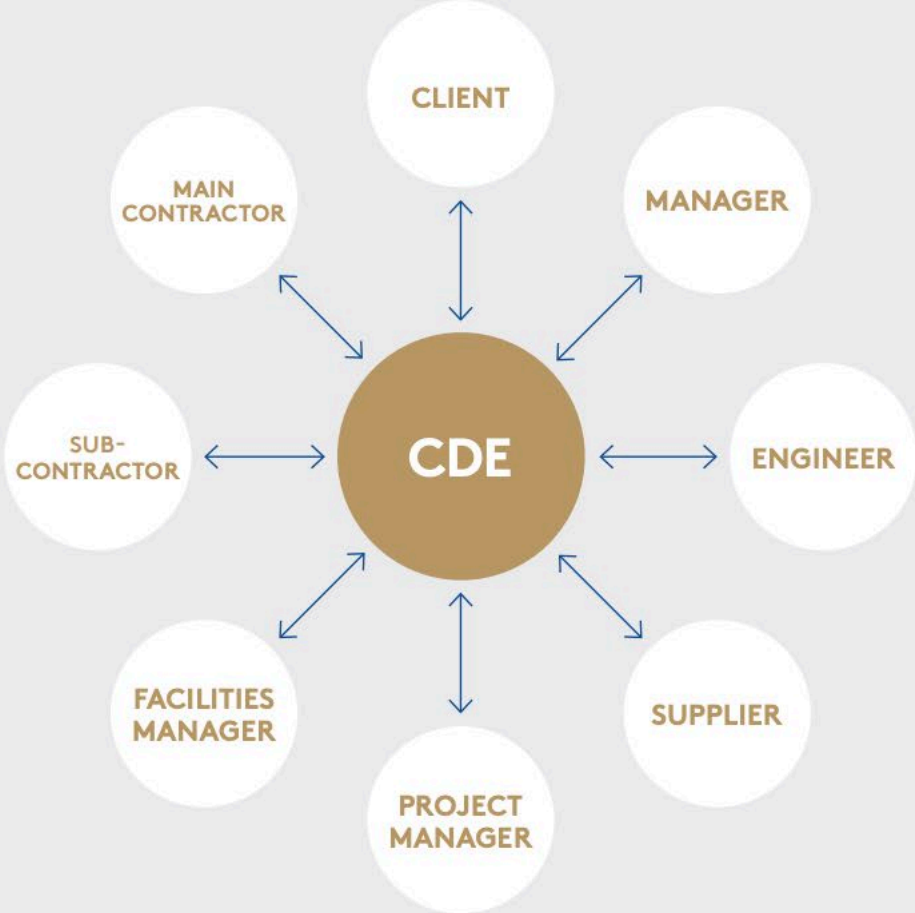 CLIENT
MANAGER
ENGINEER
SUPPLIER
PROJECT
MANAGER
FACILITIES
MANAGER
SUB-
CONTRACTOR
MAIN
CONTRACTOR
CDE